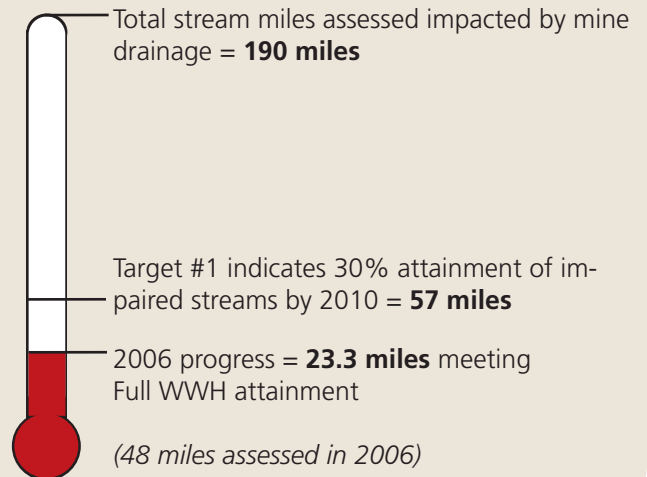 Total stream miles assessed impacted by mine
drainage = 190 miles
Target #1 indicates 30% attainment of im-
paired streams by 2010 = 57 miles
2006 progress = 23.3 miles meeting
Full WWH attainment
(48 miles assessed in 2006)